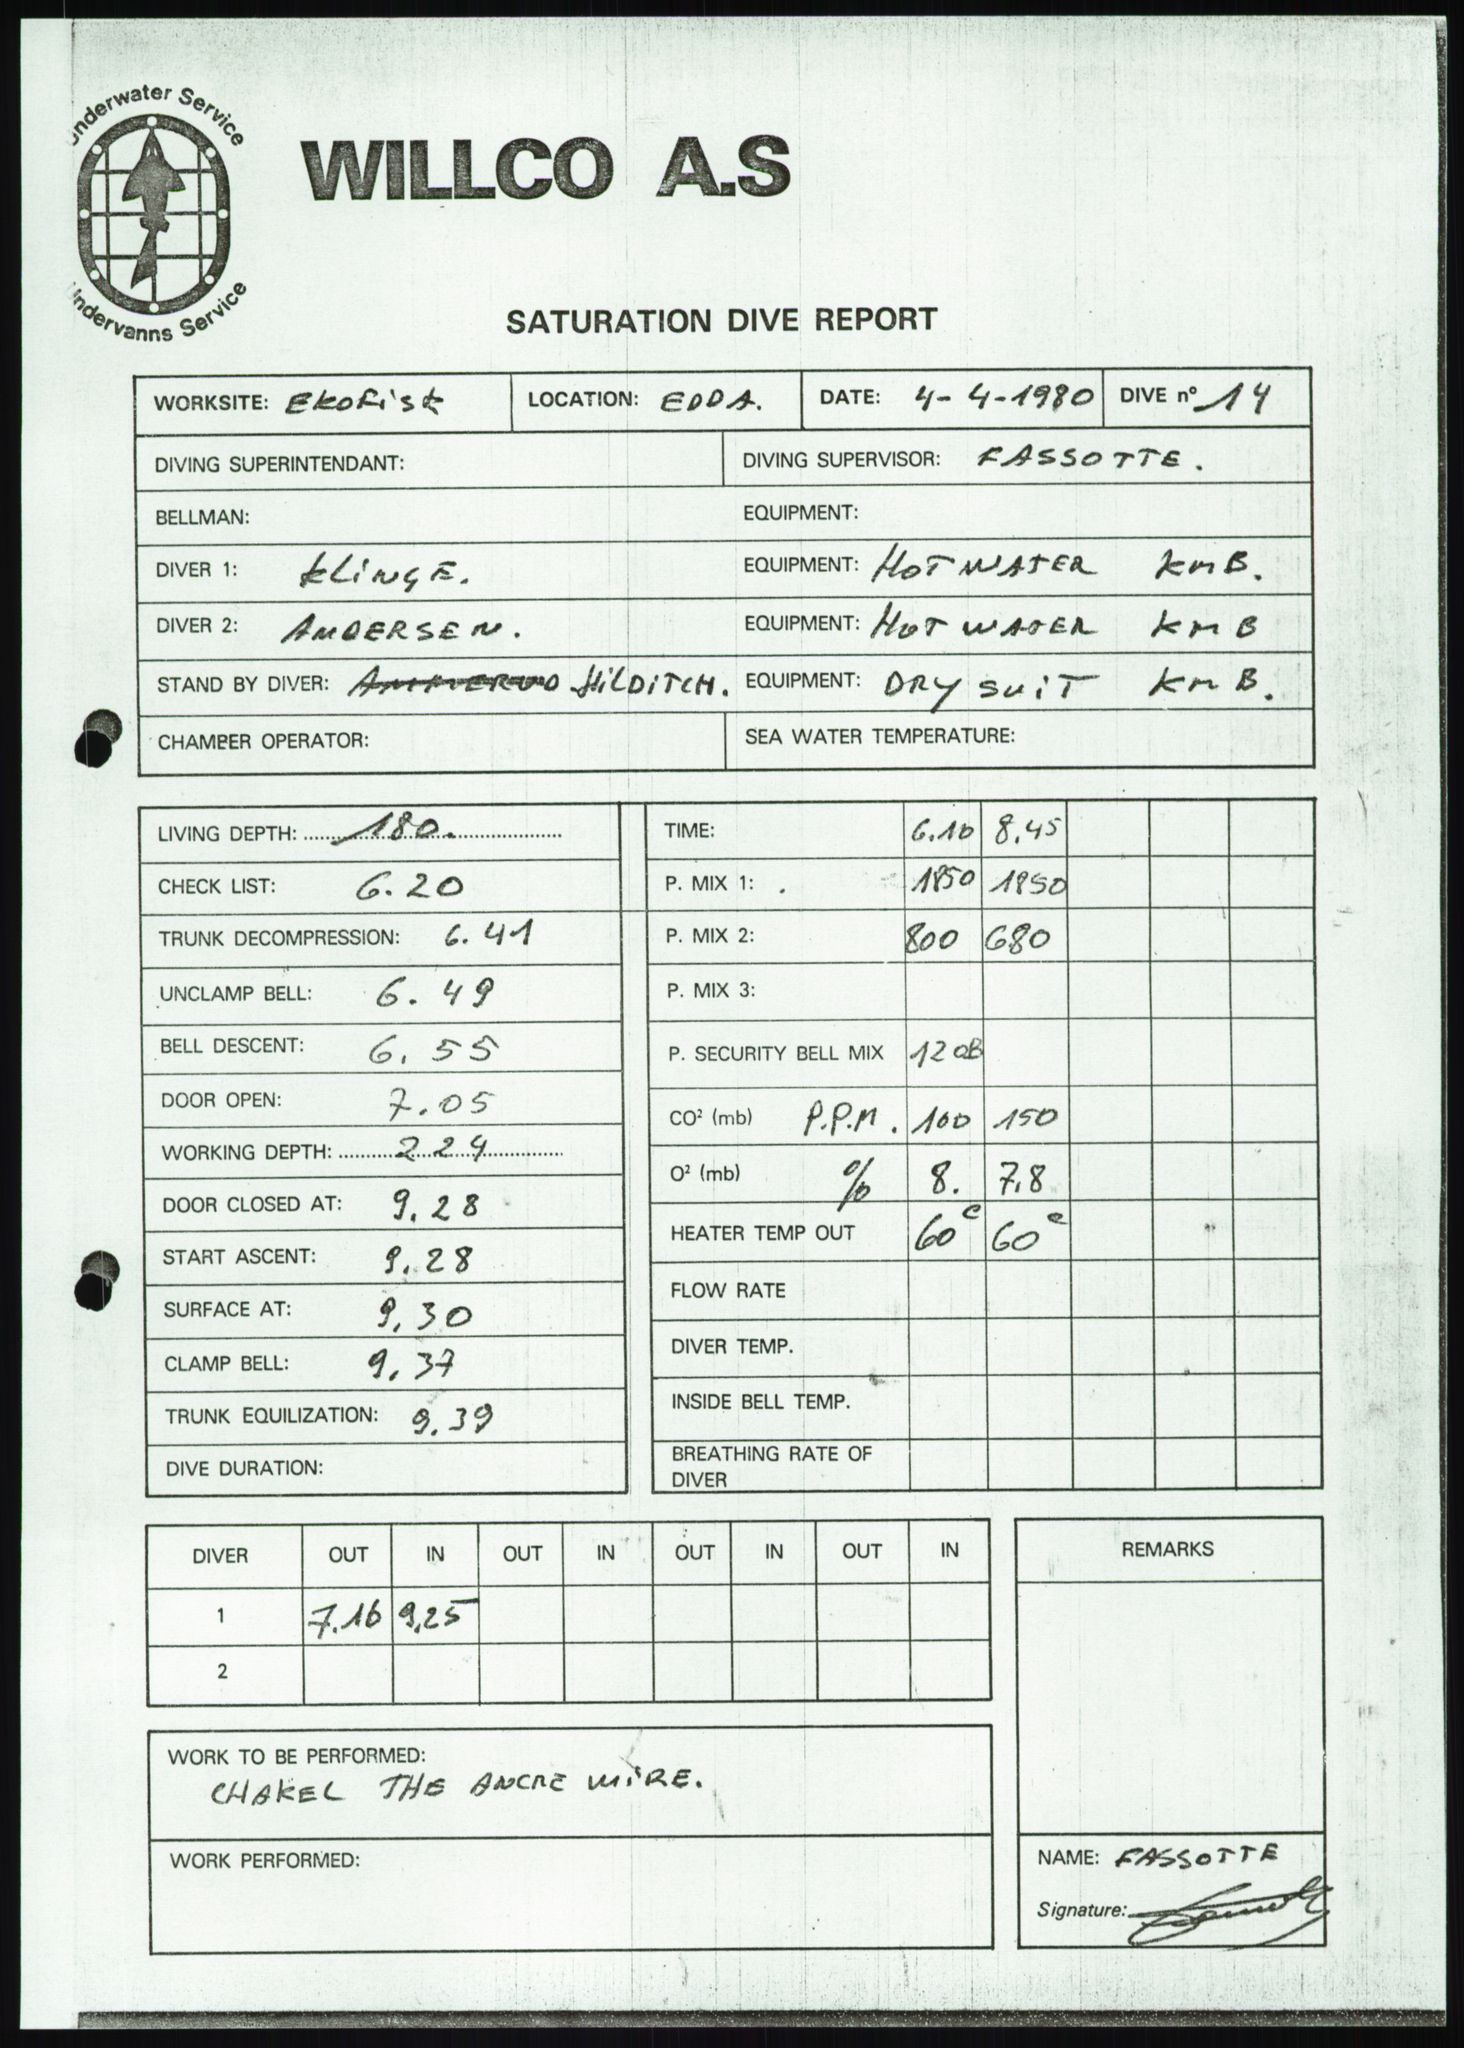 Underwater Service
Undervanns Service
WILLCO A.S
SATURATION DIVE REPORT
WORKSITE: EKOFISK LOCATION: EDDA. DATE: 4-4-1980 DIVE nº 14
DIVING SUPERINTENDANT: DIVING SUPERVISOR: FASSOTTE.
BELLMAN: EQUIPMENT:
DIVER 1: KLINGE. EQUIPMENT: HOT WATER KMB.
DIVER 2: ANDERSEN. EQUIPMENT: HOT WATER KMB
STAND BY DIVER: HILDITCH. EQUIPMENT: DRY SUIT KMB.
CHAMBER OPERATOR: SEA WATER TEMPERATURE:
LIVING DEPTH: 180.
CHECK LIST: 6.20
TRUNK DECOMPRESSION: 6.41
UNCLAMP BELL: 6.49
BELL DESCENT: 6.55
DOOR OPEN: 7.05
WORKING DEPTH: 224
DOOR CLOSED AT: 9.28
START ASCENT: 9.28
SURFACE AT: 9,30
CLAMP BELL: 9.37
TRUNK EQUILIZATION: 9.39
DIVE DURATION:
TIME: 6.10 8.45
P. MIX 1: 1850 1850
P. MIX 2: 800 680
P. MIX 3:
P. SECURITY BELL MIX 120B
CO² (mb) P.P.M. 100 150
O² (mb) % 8. 7.8
HEATER TEMP OUT 60c 60c
FLOW RATE
DIVER TEMP.
INSIDE BELL TEMP.
BREATHING RATE OF
DIVER
DIVER OUT IN OUT IN OUT IN OUT IN
1 7.16 9,25
2
REMARKS
WORK TO BE PERFORMED:
CHAKEL THE ANCRE WIRE.
WORK PERFORMED:
NAME: FASSOTTE
Signature: